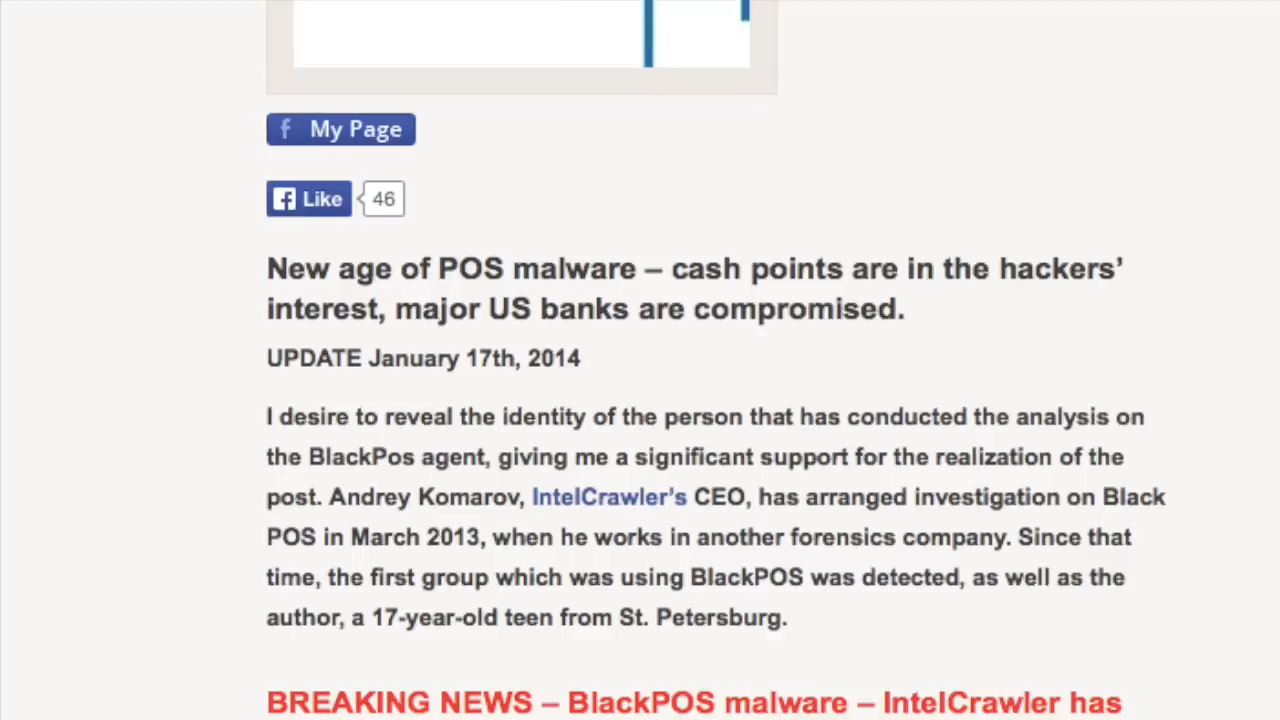 f My Page
Like 46
New age of POS malware – cash points are in the hackers'
interest, major US banks are compromised.
UPDATE January 17th, 2014
I desire to reveal the identity of the person that has conducted the analysis on
the BlackPos agent, giving me a significant support for the realization of the
post. Andrey Komarov, IntelCrawler's CEO, has arranged investigation on Black
POS in March 2013, when he works in another forensics company. Since that
time, the first group which was using BlackPOS was detected, as well as the
author, a 17-year-old teen from St. Petersburg.
BREAKING NEWS – BlackPOS malware – IntelCrawler has